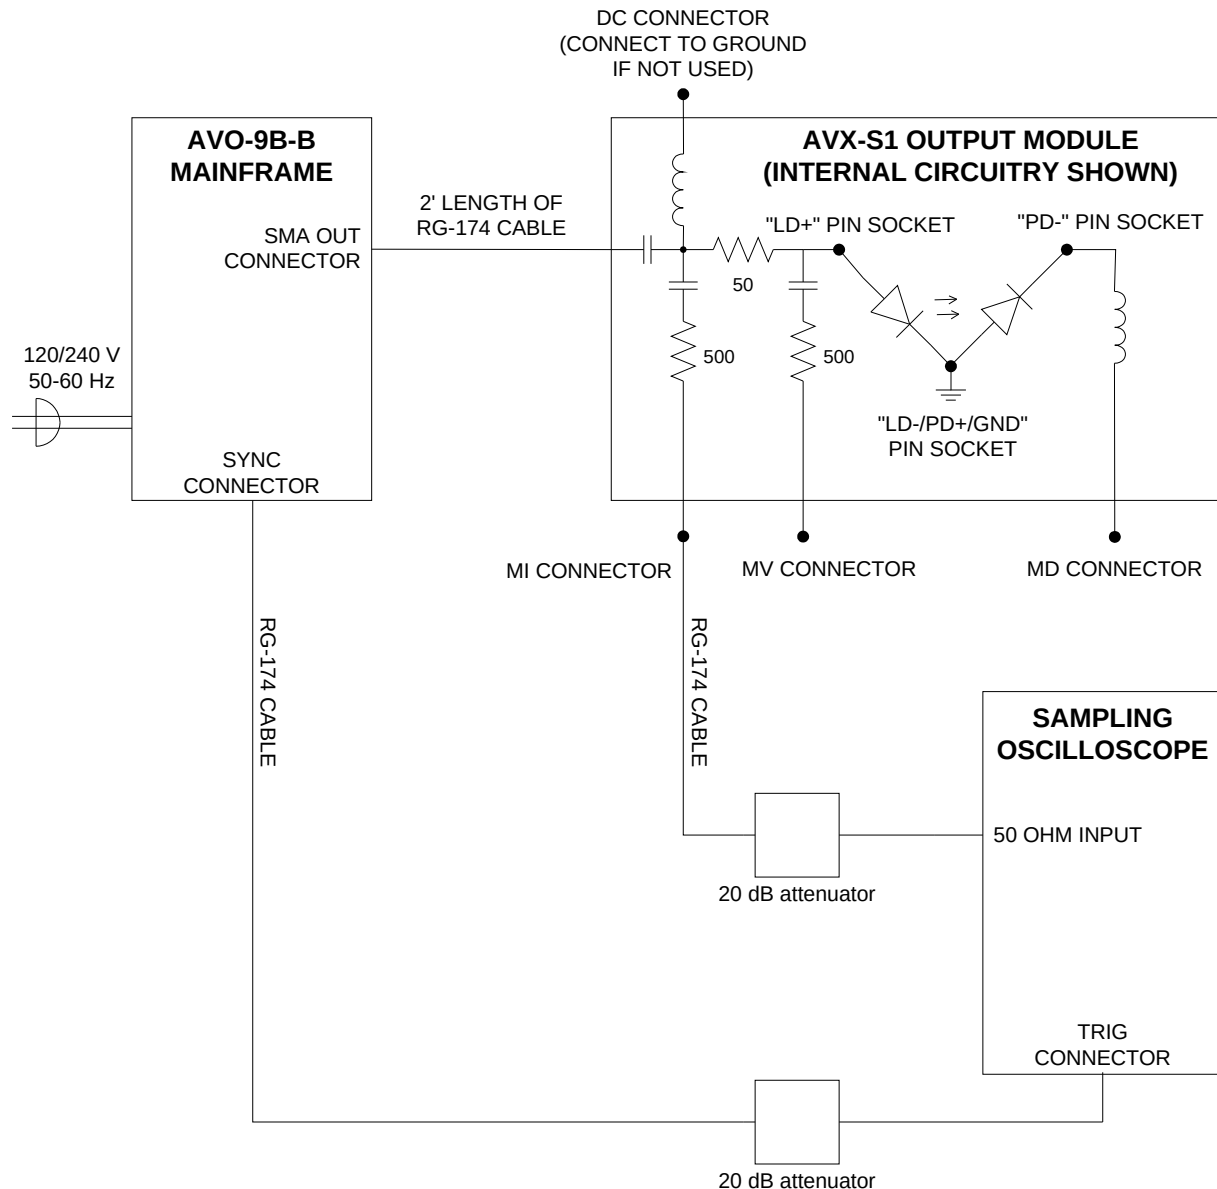 DC CONNECTOR
(CONNECT TO GROUND
IF NOT USED)
AVO-9B-B
MAINFRAME
AVX-S1 OUTPUT MODULE
(INTERNAL CIRCUITRY SHOWN)
2' LENGTH OF
RG-174 CABLE
SMA OUT
CONNECTOR
"LD+" PIN SOCKET
"PD-" PIN SOCKET
50
500
500
120/240 V
50-60 Hz
"LD-/PD+/GND"
PIN SOCKET
SYNC
CONNECTOR
MI CONNECTOR
MV CONNECTOR
MD CONNECTOR
RG-174 CABLE
RG-174 CABLE
SAMPLING
OSCILLOSCOPE
50 OHM INPUT
20 dB attenuator
TRIG
CONNECTOR
20 dB attenuator